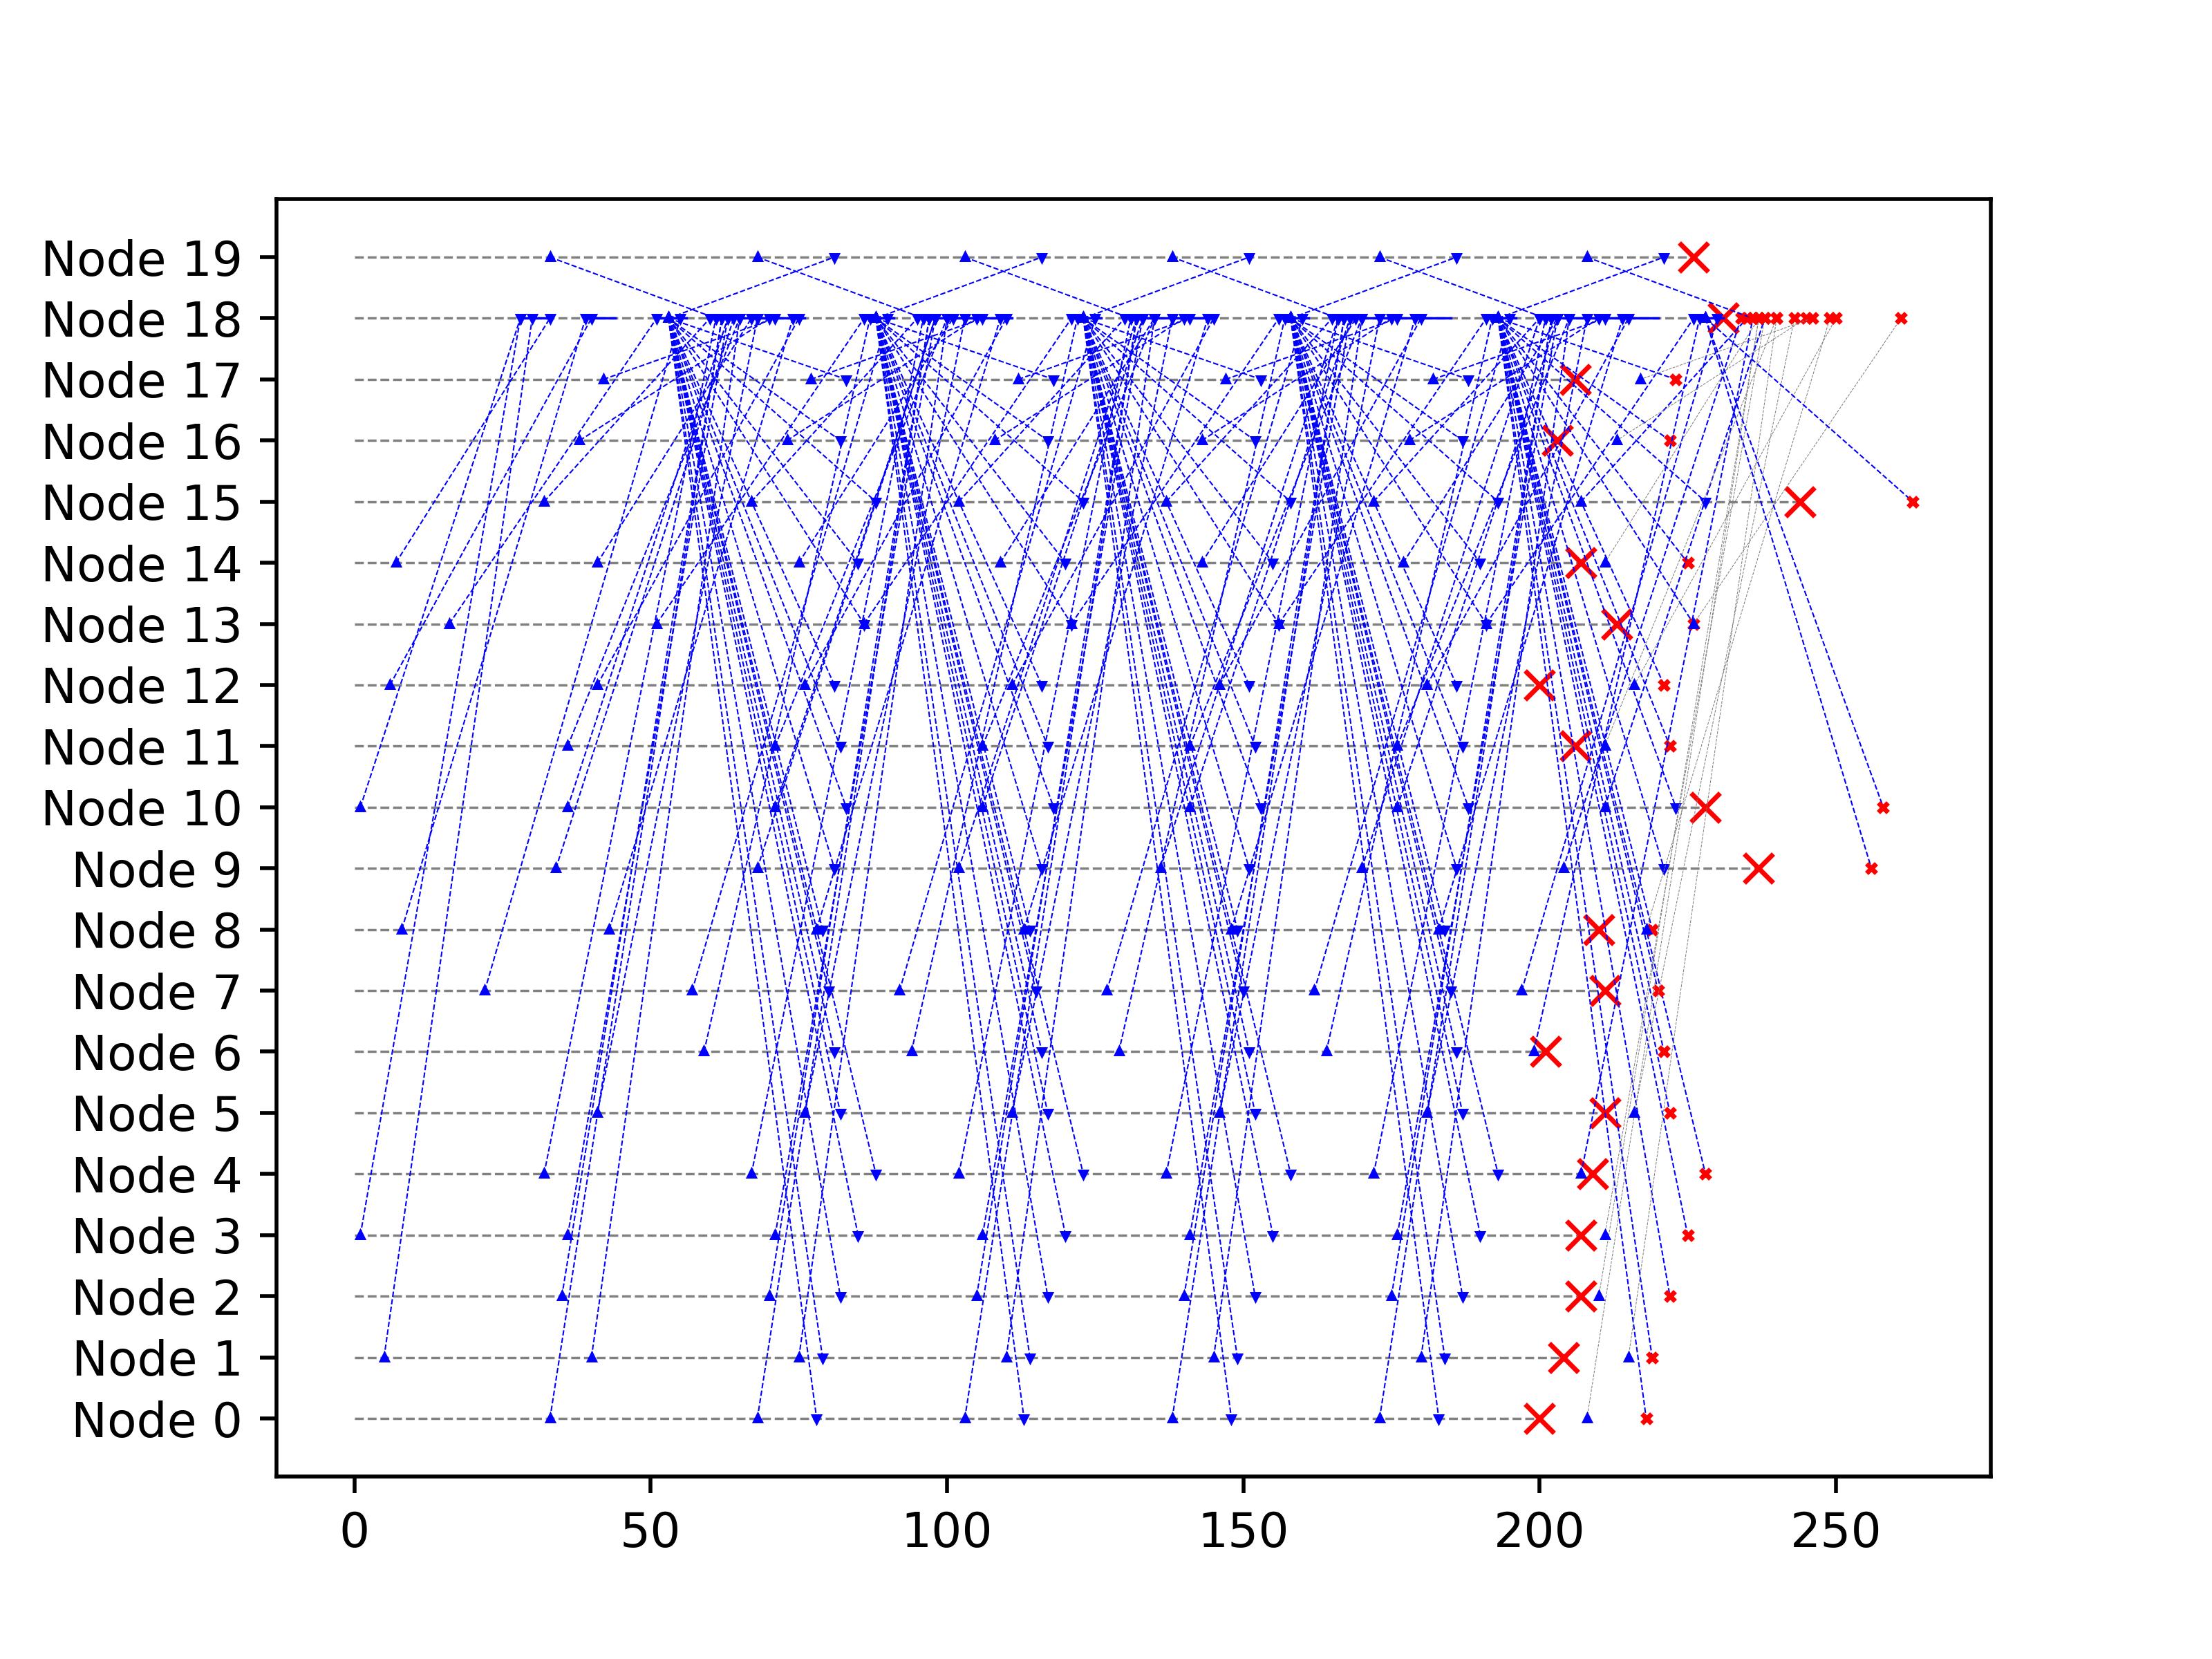 Node 19
Node 18
Node 17
Node 16
Node 15
Node 14
Node 13
Node 12
Node 11
Node 10
Node 9
Node 8
Node 7
Node 6
Node 5
Node 4
Node 3
Node 2
Node 1
Node 0
0 50 100 150 200 250